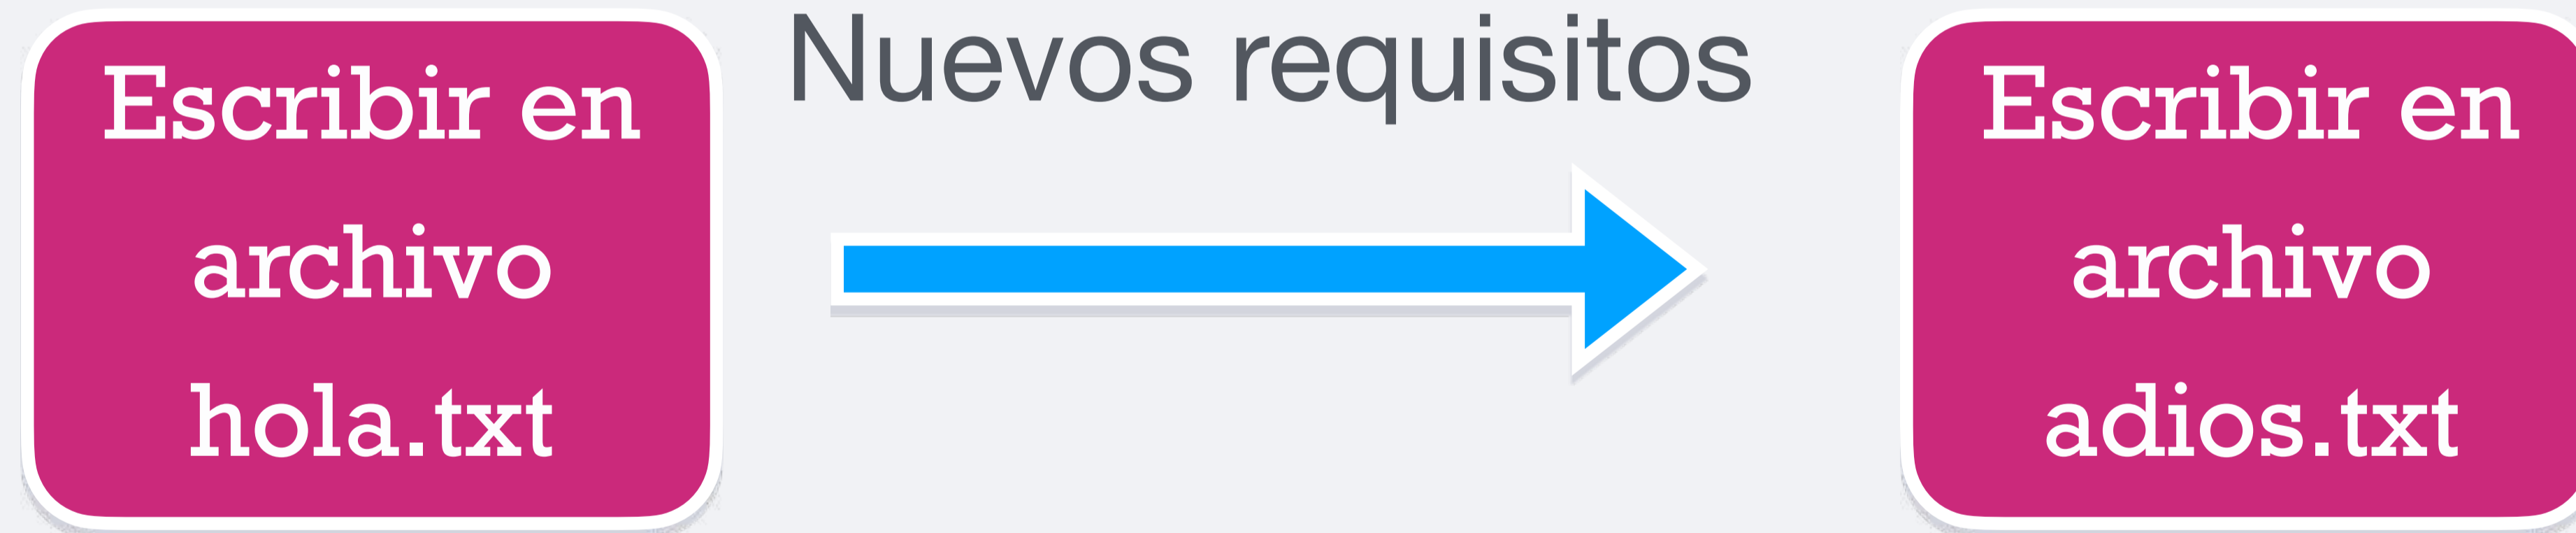 Escribir en
archivo
hola.txt
Nuevos requisitos
Escribir en
archivo
adios.txt